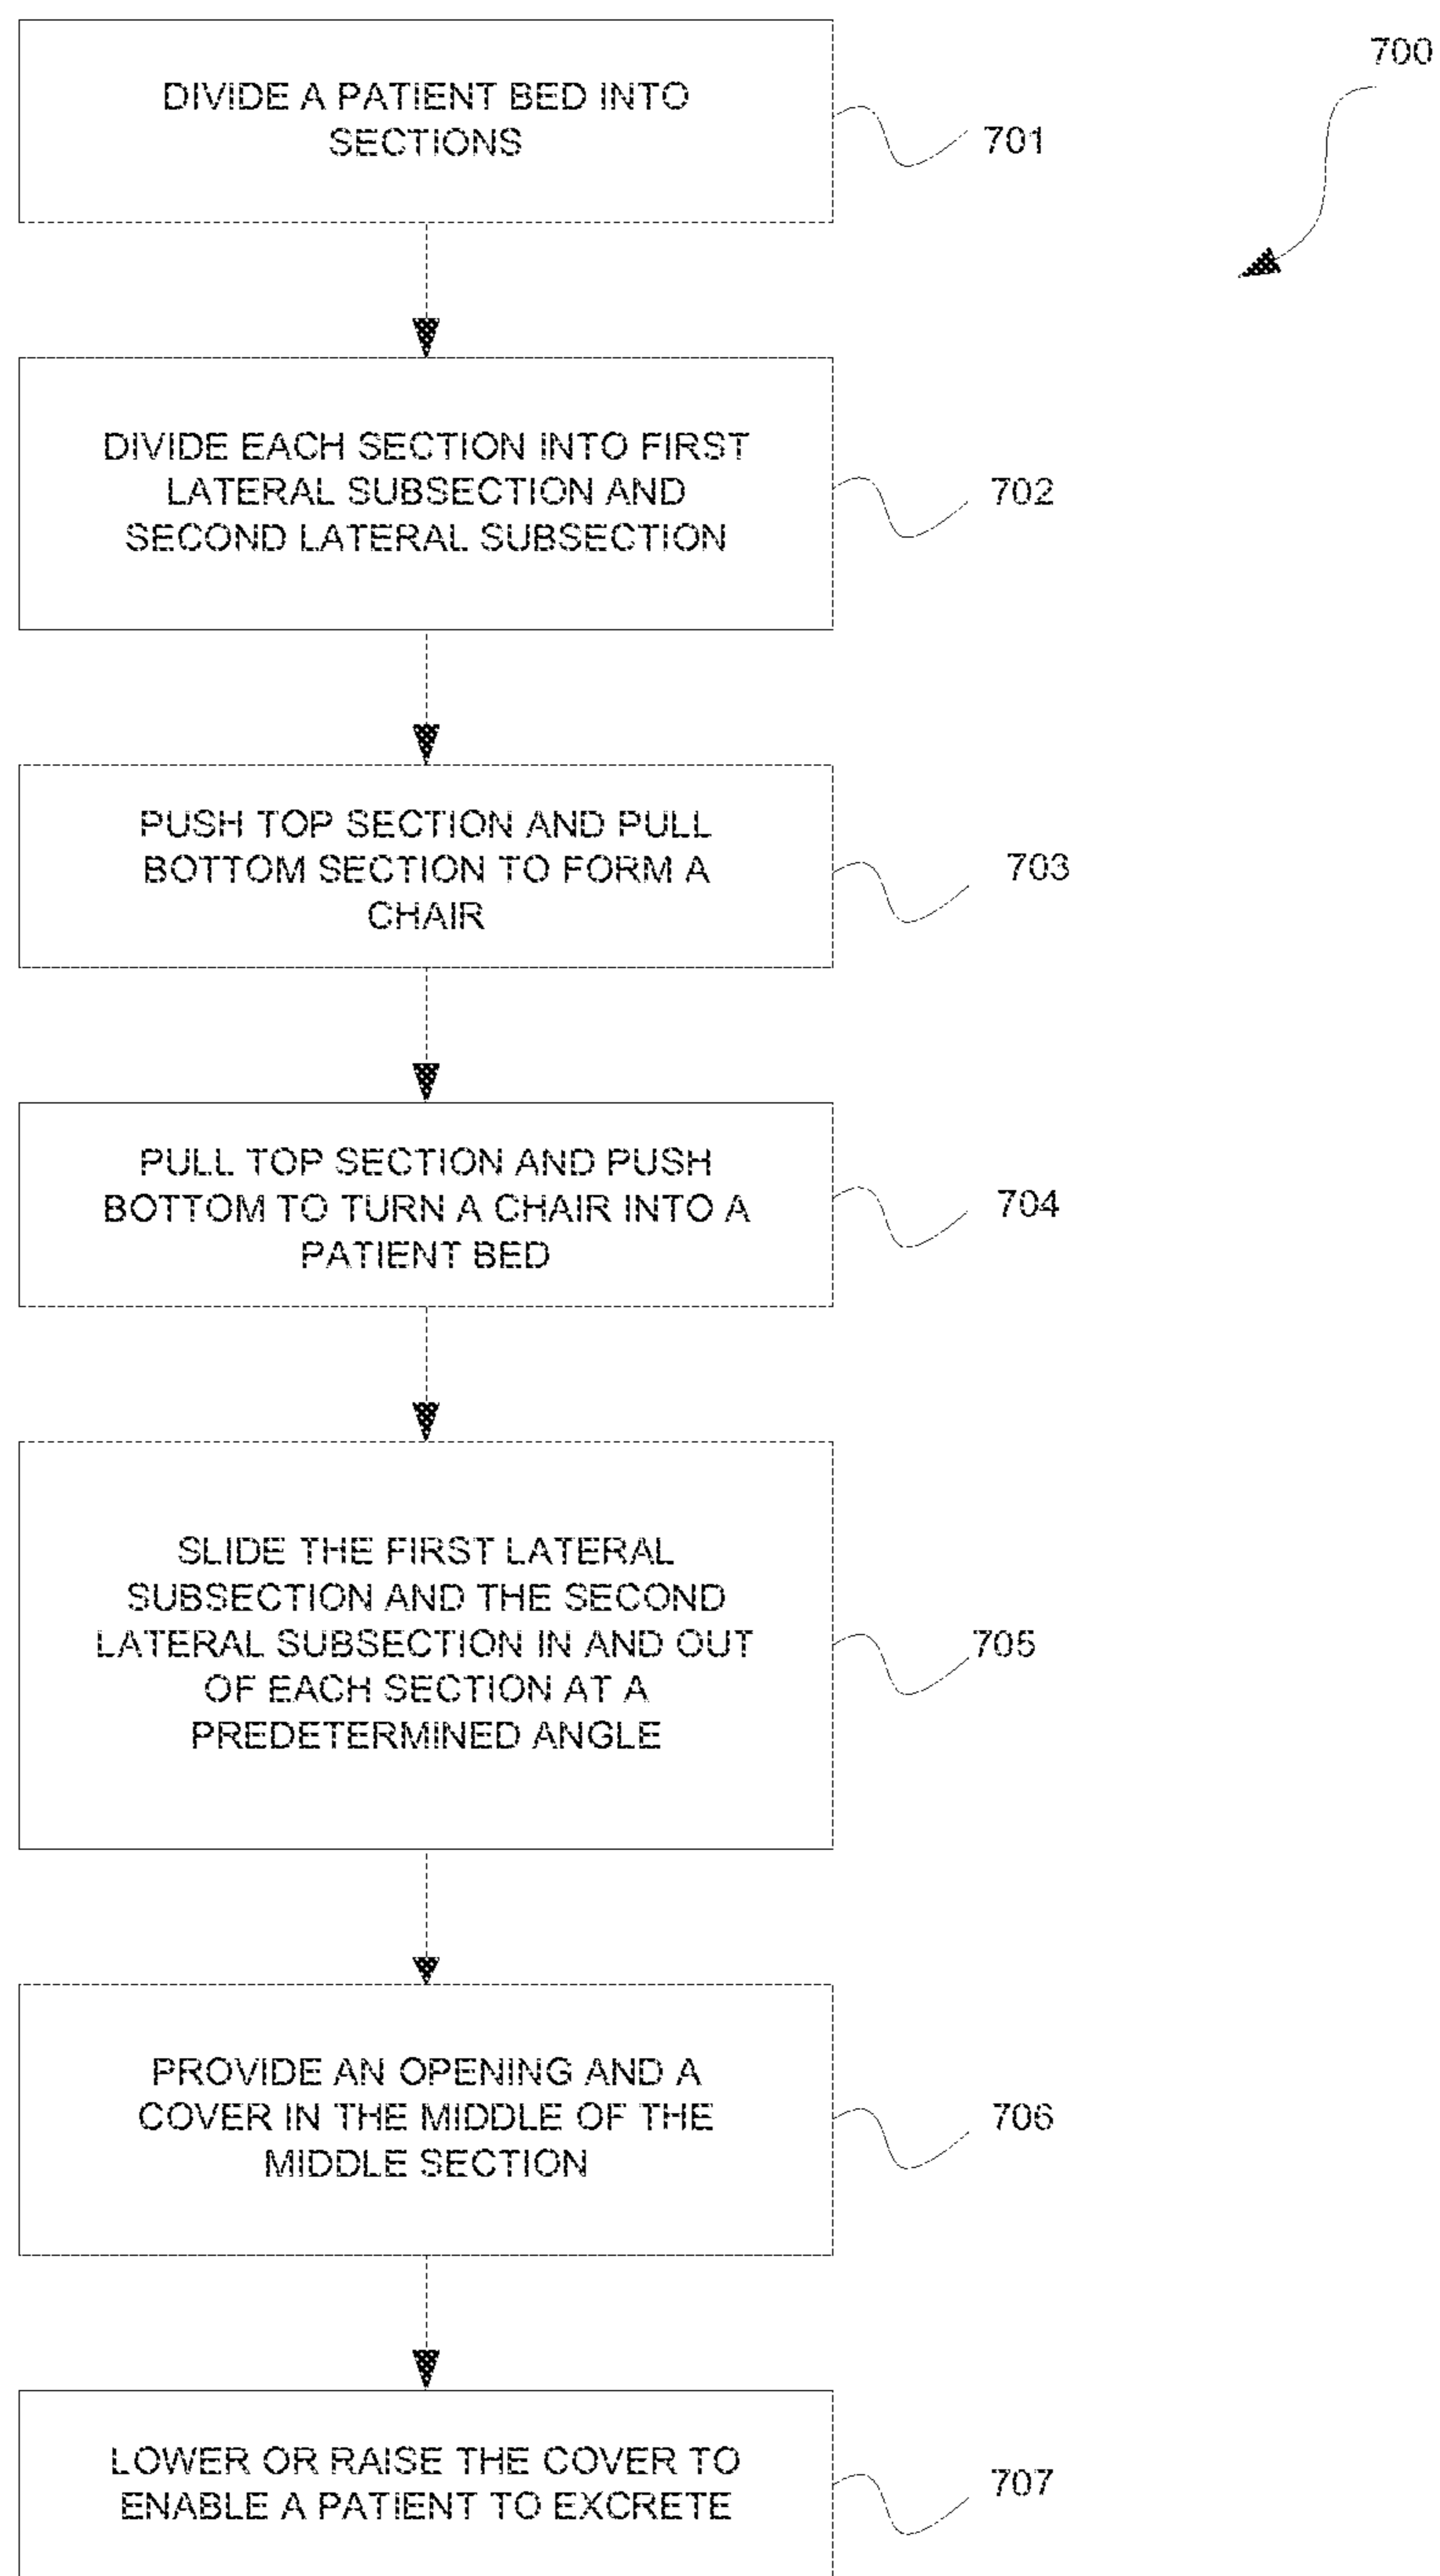 DIVIDE A PATIENT BED INTO
SECTIONS
700
701
DIVIDE EACH SECTION INTO FIRST
LATERAL SUBSECTION AND
SECOND LATERAL SUBSECTION
702
PUSH TOP SECTION AND PULL
BOTTOM SECTION TO FORM A
CHAIR
703
PULL TOP SECTION AND PUSH
BOTTOM TO TURN A CHAIR INTO A
PATIENT BED
704
SLIDE THE FIRST LATERAL
SUBSECTION AND THE SECOND
LATERAL SUBSECTION IN AND OUT
OF EACH SECTION AT A
PREDETERMINED ANGLE
705
PROVIDE AN OPENING AND A
COVER IN THE MIDDLE OF THE
MIDDLE SECTION
706
LOWER OR RAISE THE COVER TO
ENABLE A PATIENT TO EXCRETE
707